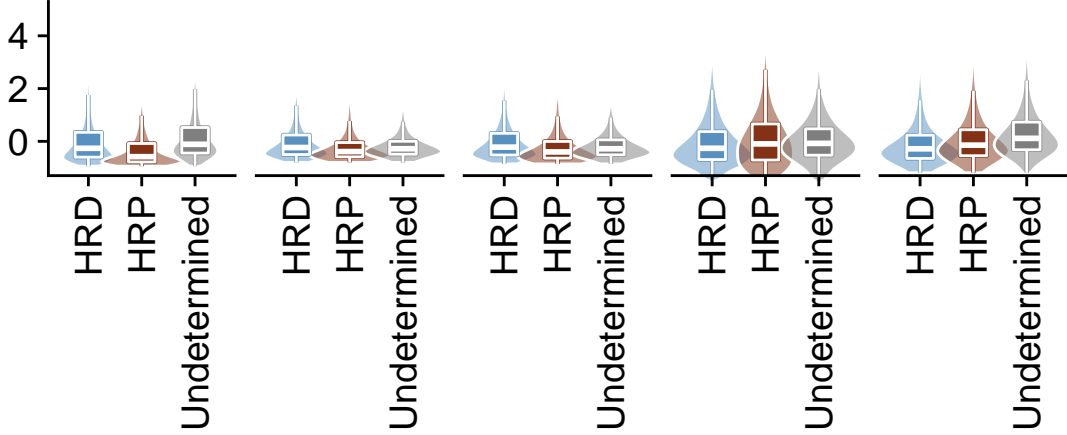 4
2
0
HRD
HRP
Undetermined
HRD
HRP
Undetermined
HRD
HRP
Undetermined
HRD
HRP
Undetermined
HRD
HRP
Undetermined